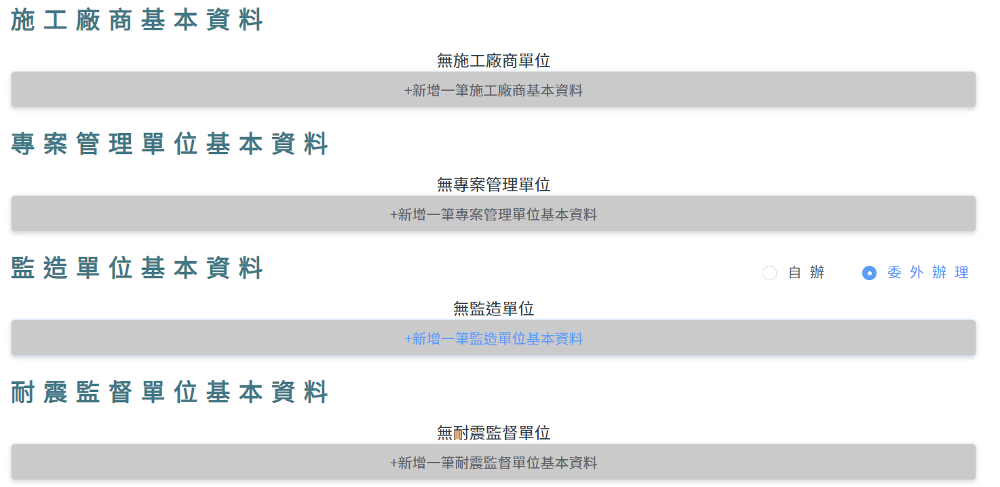 施工廠商基本資料
無施工廠商單位
+新增一筆施工廠商基本資料
專案管理單位基本資料
無專案管理單位
+新增一筆專案管理單位基本資料
監造單位基本資料
自辦 委外辦理
無監造單位
+新增一筆監造單位基本資料
耐震監督單位基本資料
無耐震監督單位
+新增一筆耐震監督單位基本資料